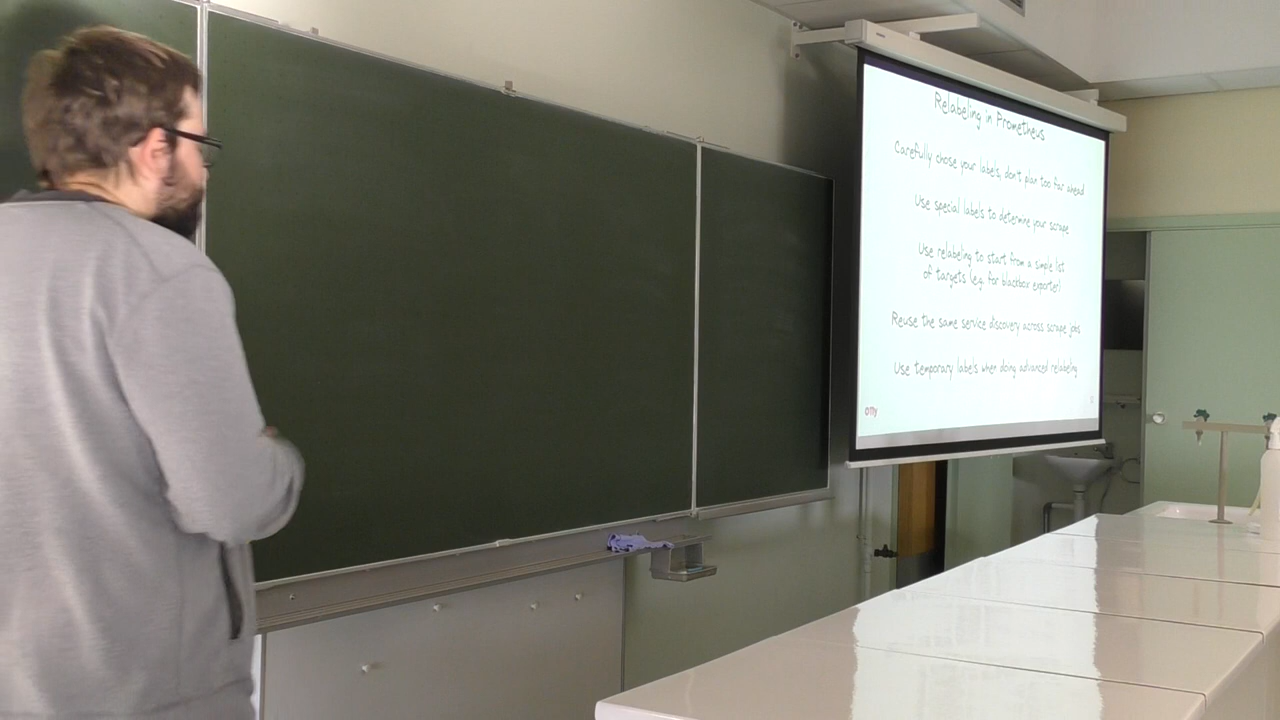 Relabeling in Prometheus
Carefully chose your labels, don't plan too far ahead
Use special labels to determine your scrape
Use relabeling to start from a simple list
of targets (e.g. for blackbox exporter)
Reuse the same service discovery across scrape jobs
Use temporary labels when doing advanced relabeling
o11y